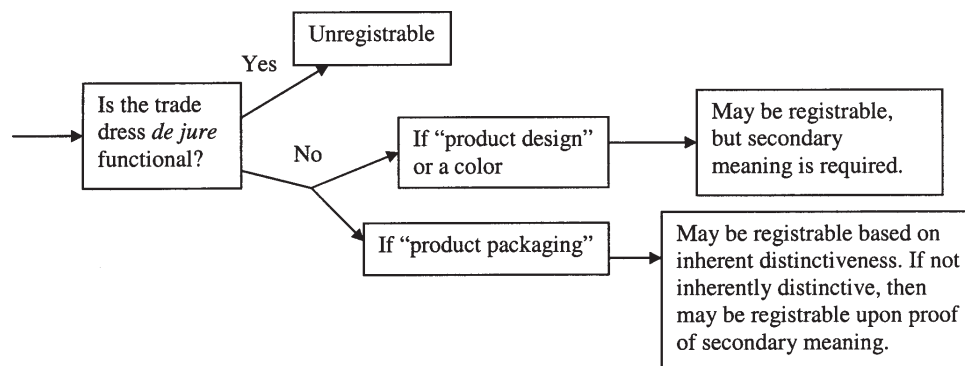 Unregistrable
Yes
Is the trade
dress de jure
functional?
No
If “product design”
or a color
May be registrable,
but secondary
meaning is required.
If “product packaging”
May be registrable based on
inherent distinctiveness. If not
inherently distinctive, then
may be registrable upon proof
of secondary meaning.